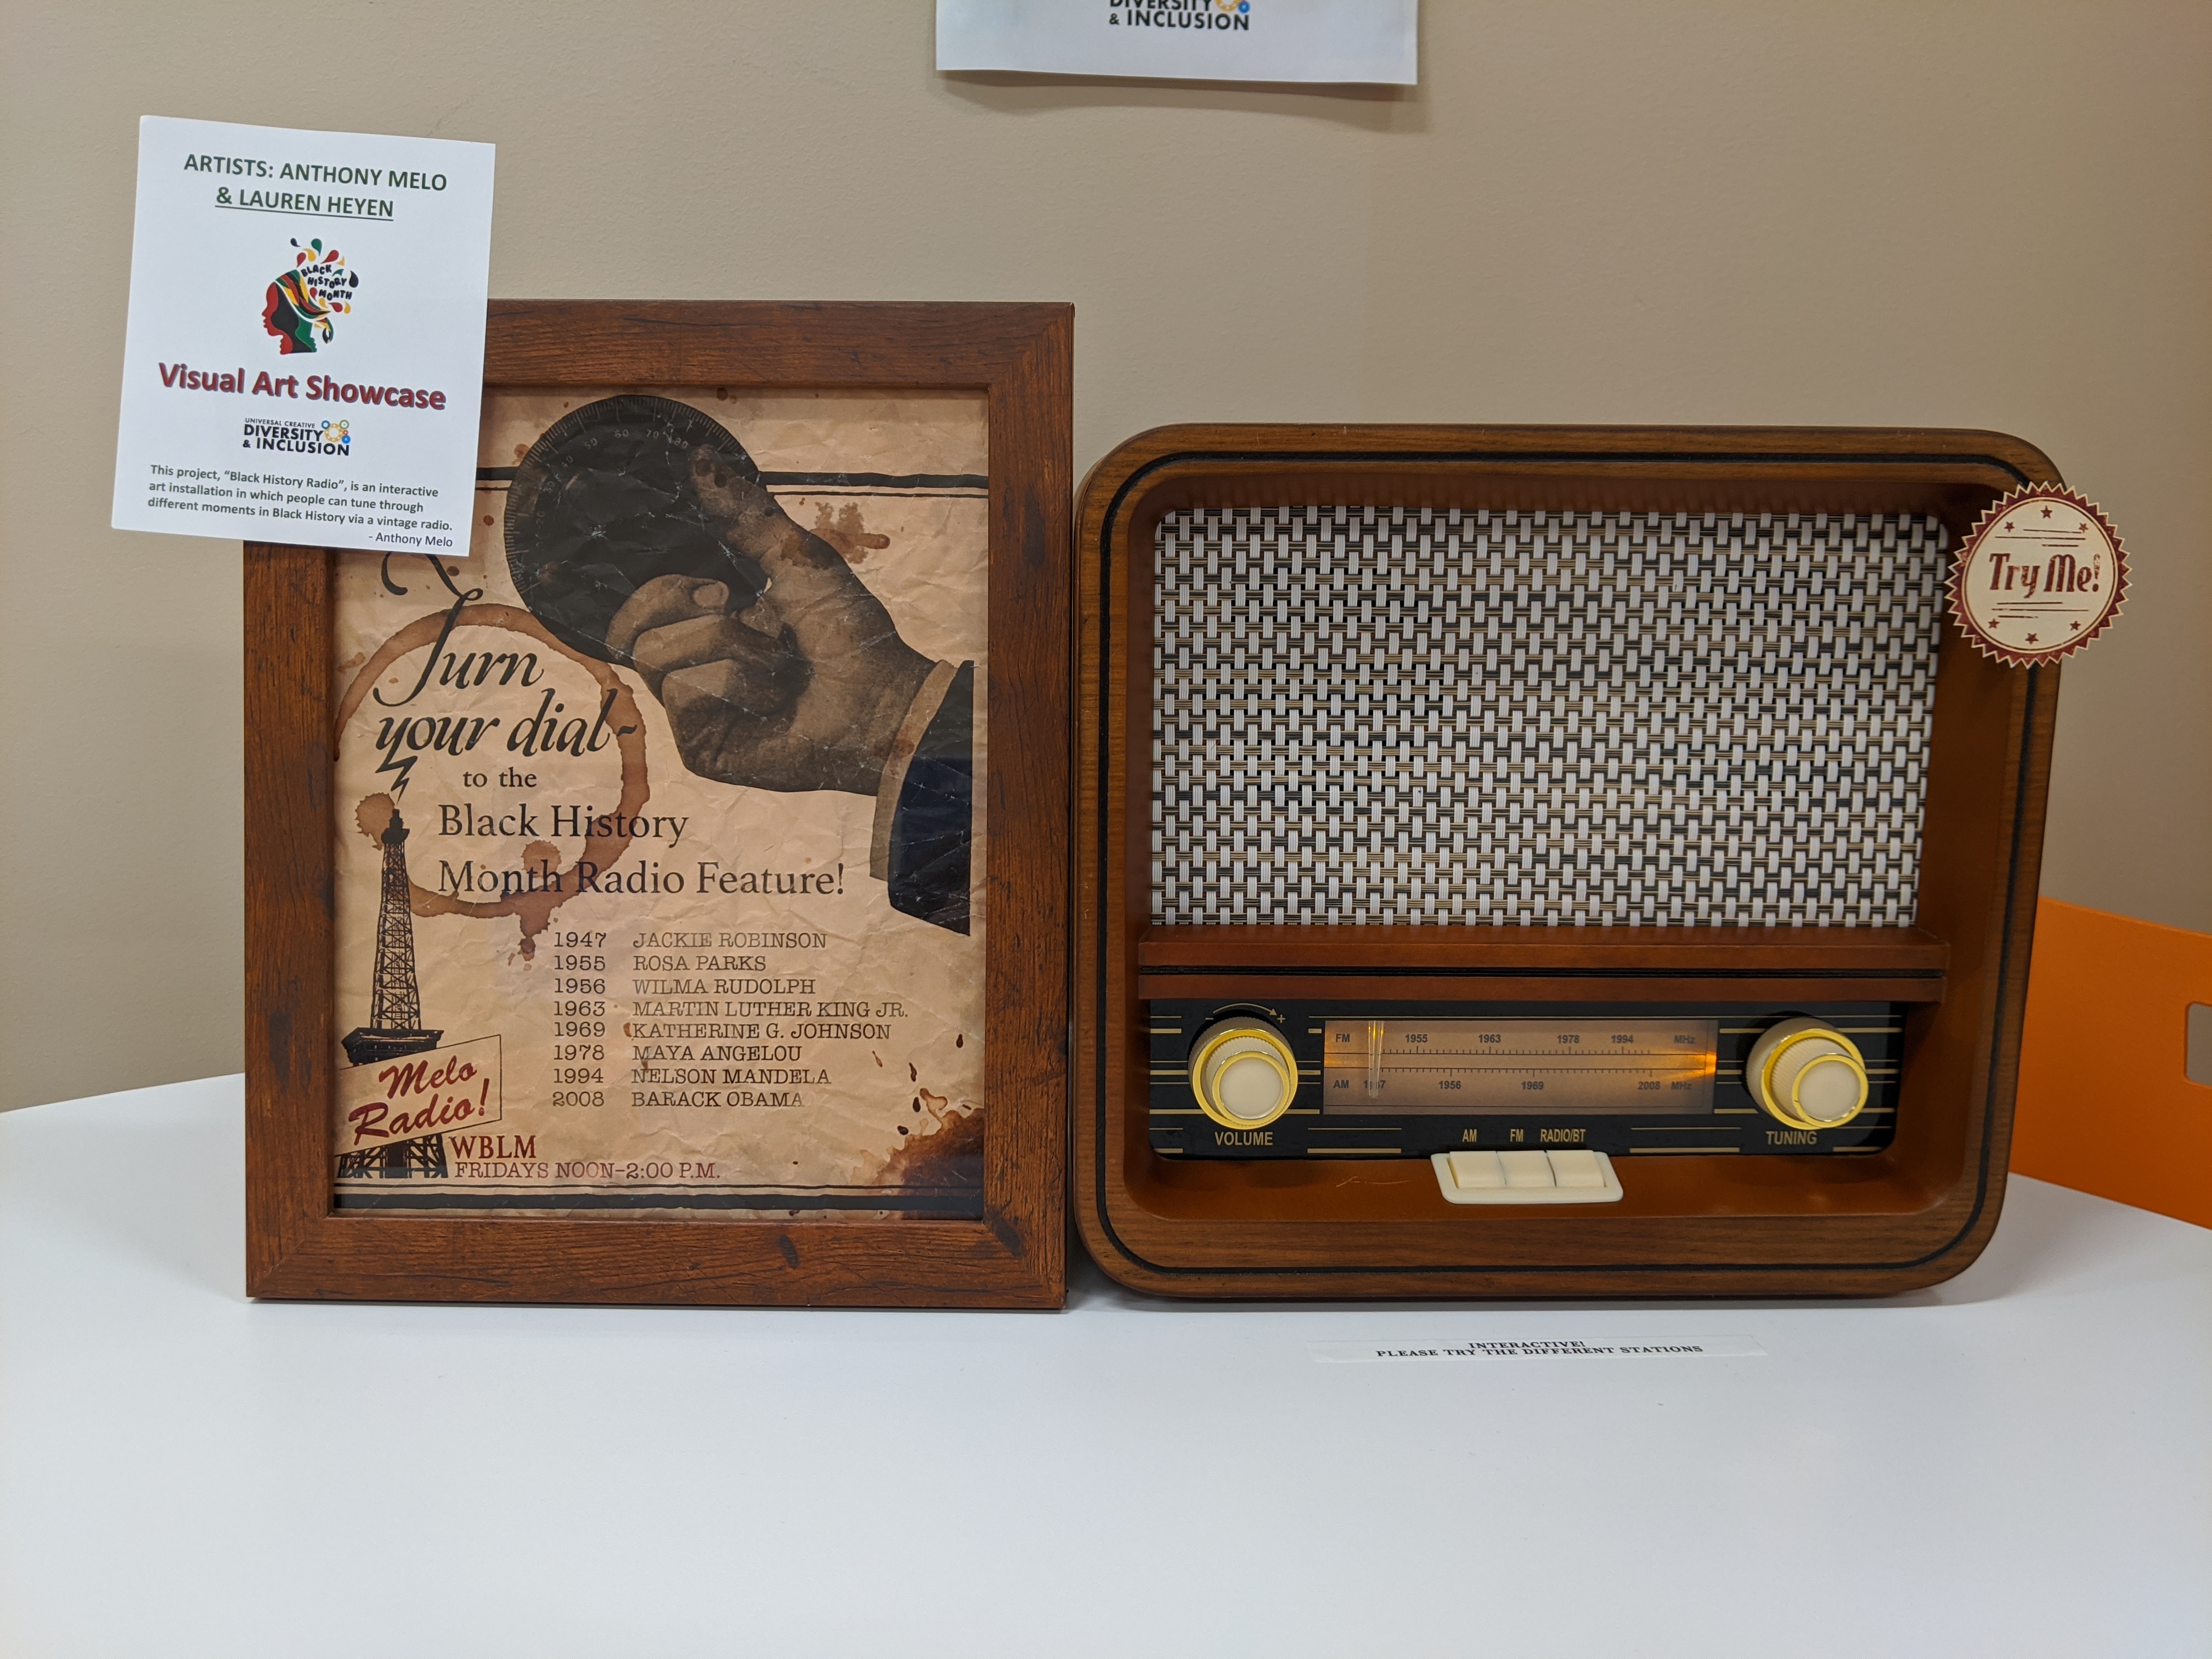 DIVERSITY
& INCLUSION
ARTISTS: ANTHONY MELO
& LAUREN HEYEN
BLACK
HISTORY
MONTH
Visual Art Showcase
UNIVERSAL CREATIVE
DIVERSITY
& INCLUSION
This project, “Black History Radio”, is an interactive
art installation in which people can tune through
different moments in Black History via a vintage radio.
- Anthony Melo
Turn
your dial-
to the
Black History
Month Radio Feature!
1947 JACKIE ROBINSON
1955 ROSA PARKS
1956 WILMA RUDOLPH
1963 MARTIN LUTHER KING JR.
1969 KATHERINE G. JOHNSON
1978 MAYA ANGELOU
1994 NELSON MANDELA
2008 BARACK OBAMA
Melo
Radio!
WBLM
FRIDAYS NOON-2:00 P.M.
Try Me!
FM 1955 1963 1978 1994 MHz
AM 1956 1969 2008 MHz
VOLUME
AM FM RADIO/BT
TUNING
INTERACTIVE!
PLEASE TRY THE DIFFERENT STATIONS